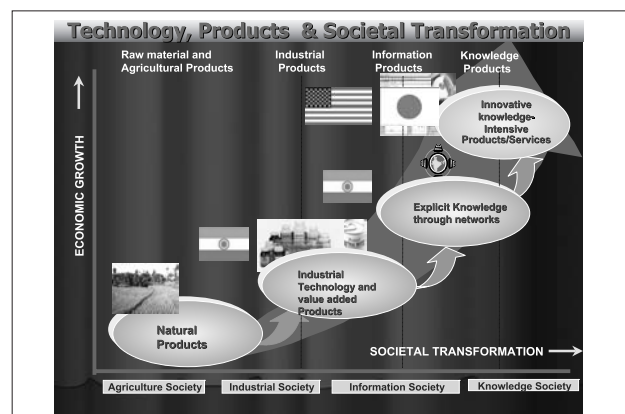 Technology, Products & Societal Transformation
Raw material and
Agricultural Products
Industrial
Products
Information
Products
Knowledge
Products
Innovative
knowledge-
Intensive
Products/Services
Explicit Knowledge
through networks
Industrial
Technology and
value added
Products
Natural
Products
ECONOMIC GROWTH
SOCIETAL TRANSFORMATION
Agriculture Society
Industrial Society
Information Society
Knowledge Society